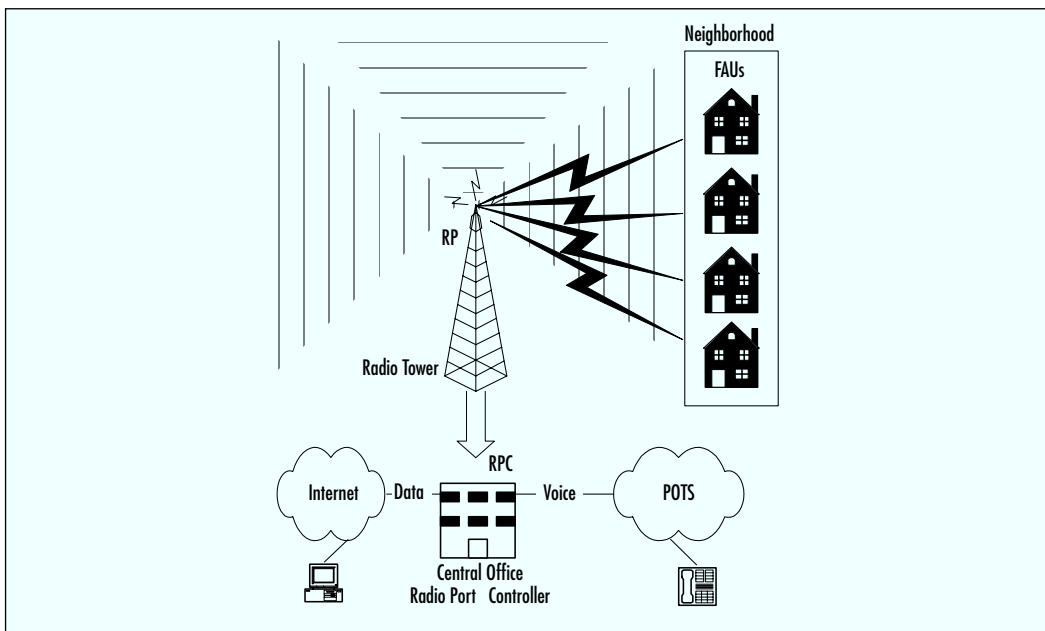 Neighborhood
FAUs
RP
Radio Tower
RPC
Internet
Data
Voice
POTS
Central Office
Radio Port Controller